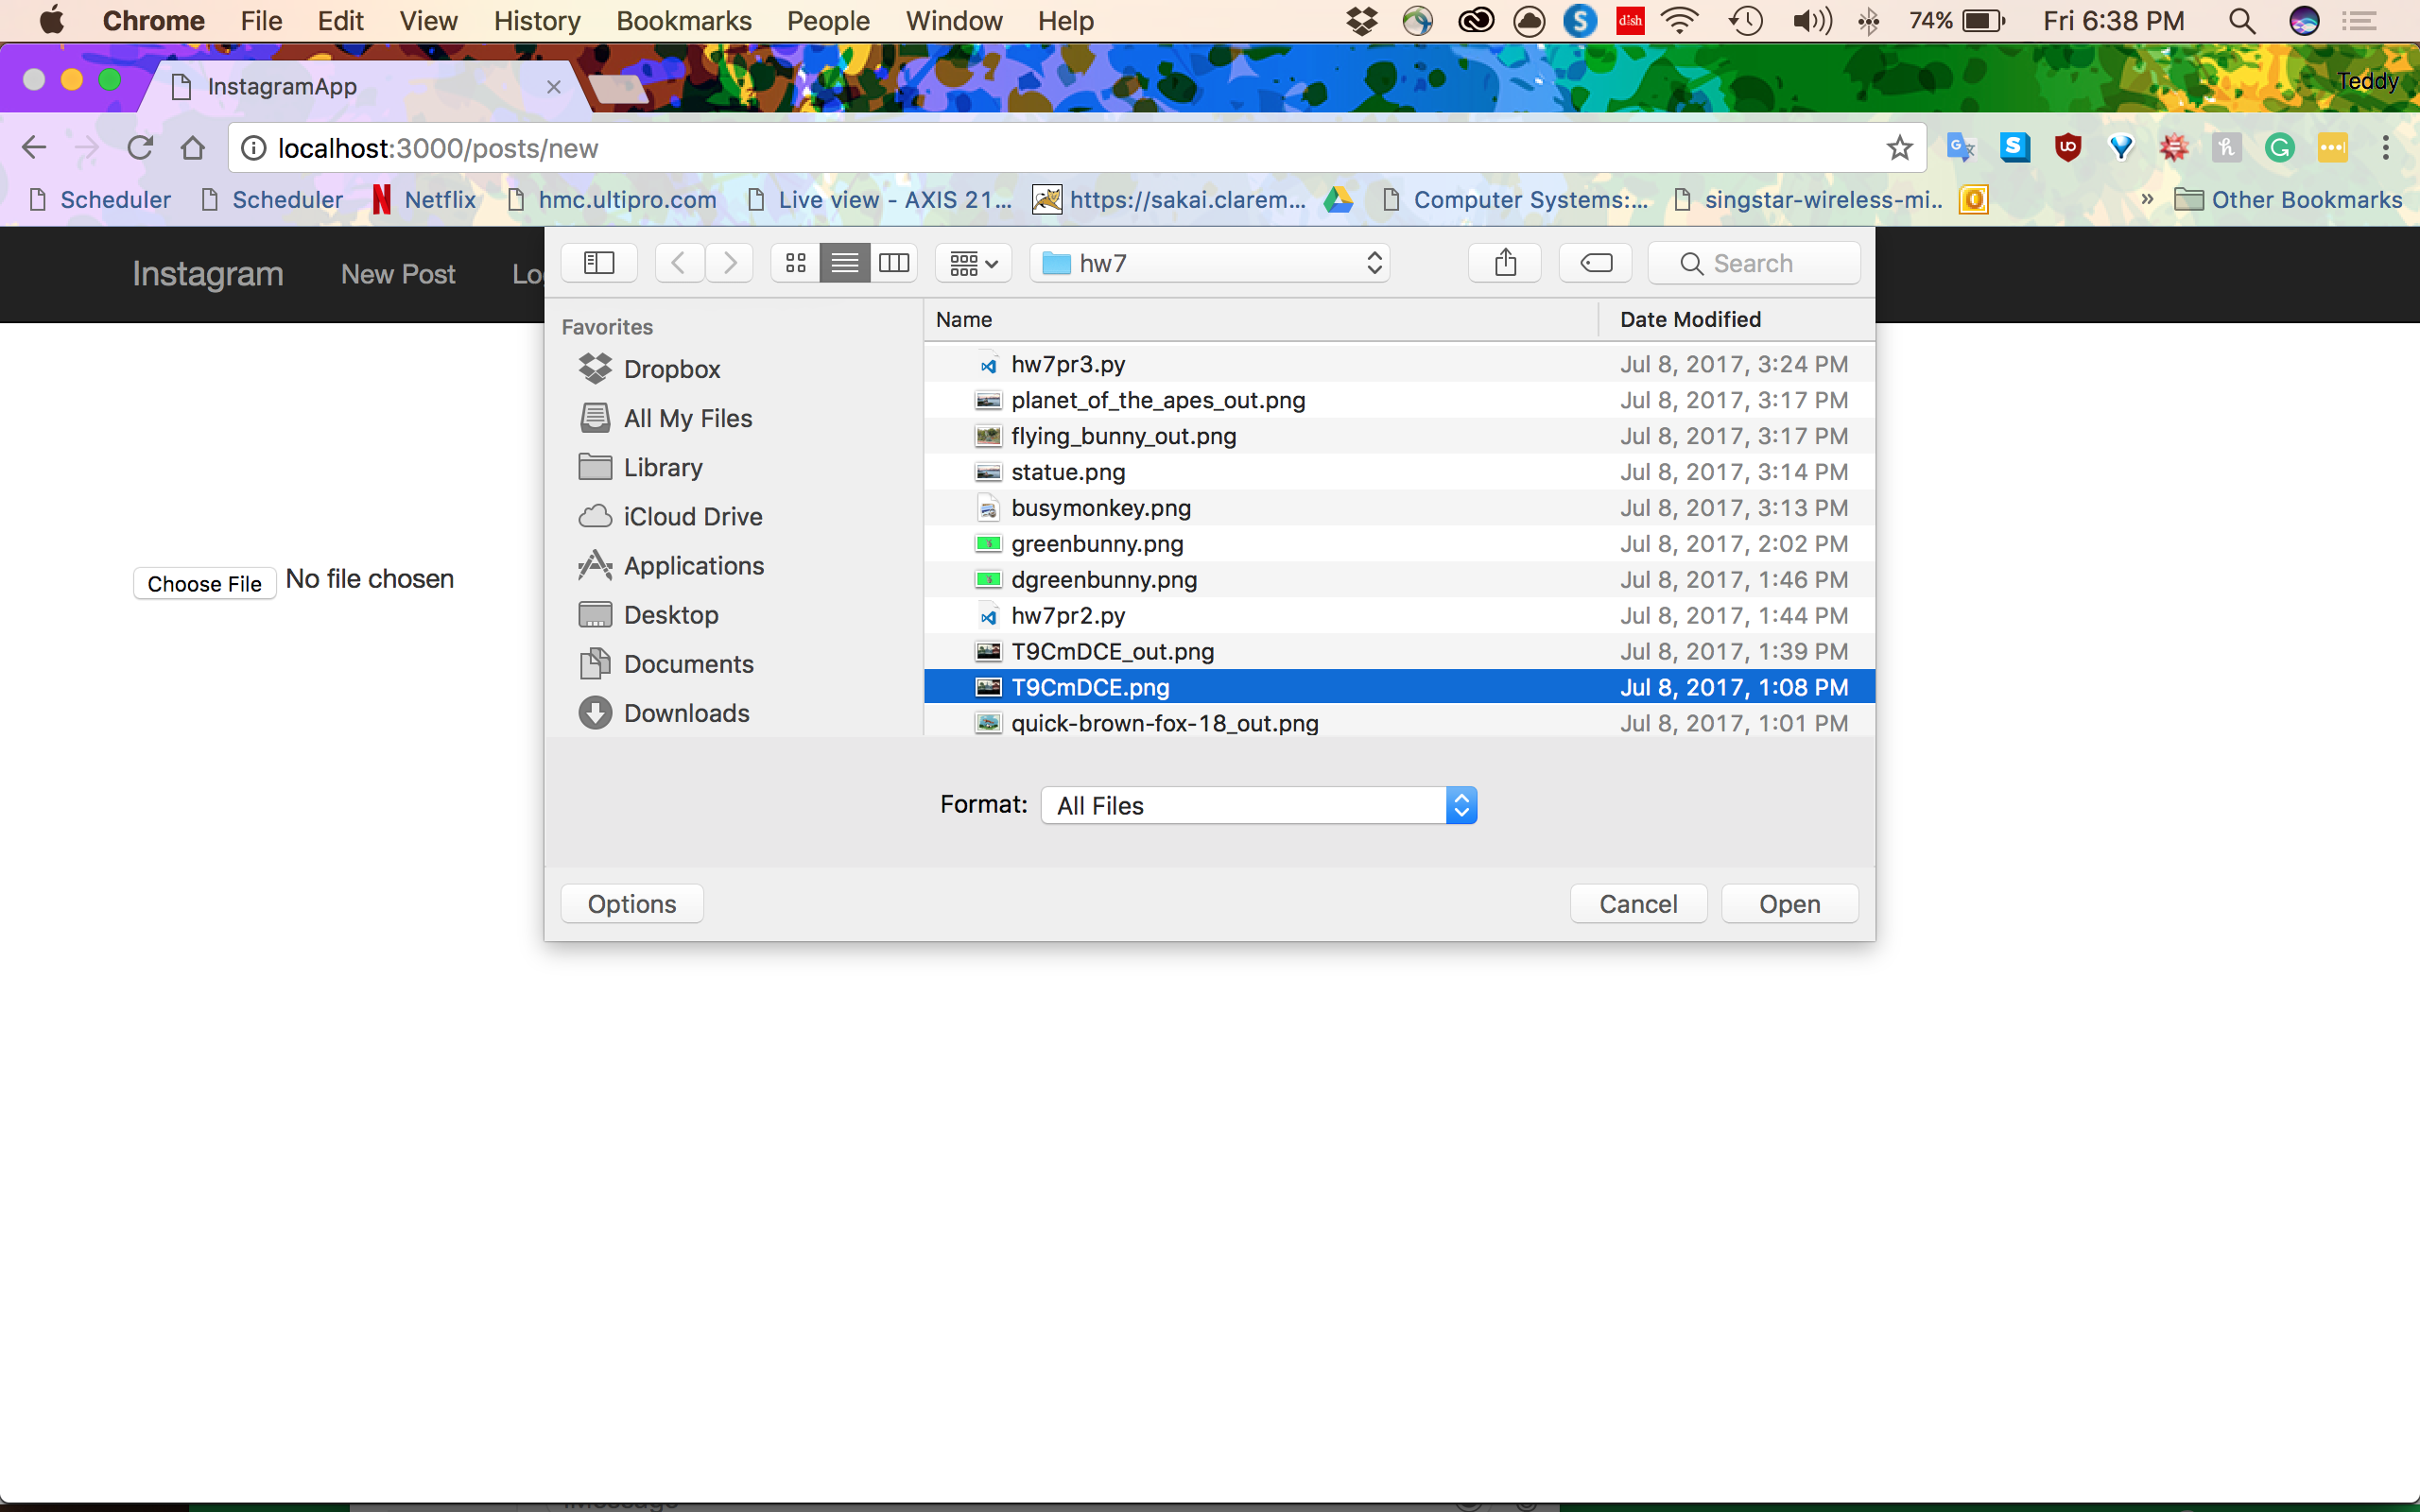 Chrome File Edit View History Bookmarks People Window Help dish 74% Fri 6:38 PM
InstagramApp Teddy
localhost:3000/posts/new
Scheduler Scheduler Netflix hmc.ultipro.com Live view - AXIS 21... https://sakai.clarem... Computer Systems:... singstar-wireless-mi.. » Other Bookmarks
Instagram New Post
hw7 Search
Favorites
Dropbox
All My Files
Library
iCloud Drive
Applications
Desktop
Documents
Downloads
Name Date Modified
hw7pr3.py Jul 8, 2017, 3:24 PM
planet_of_the_apes_out.png Jul 8, 2017, 3:17 PM
flying_bunny_out.png Jul 8, 2017, 3:17 PM
statue.png Jul 8, 2017, 3:14 PM
busymonkey.png Jul 8, 2017, 3:13 PM
greenbunny.png Jul 8, 2017, 2:02 PM
dgreenbunny.png Jul 8, 2017, 1:46 PM
hw7pr2.py Jul 8, 2017, 1:44 PM
T9CmDCE_out.png Jul 8, 2017, 1:39 PM
T9CmDCE.png Jul 8, 2017, 1:08 PM
quick-brown-fox-18_out.png Jul 8, 2017, 1:01 PM
Choose File No file chosen
Format: All Files
Options Cancel Open